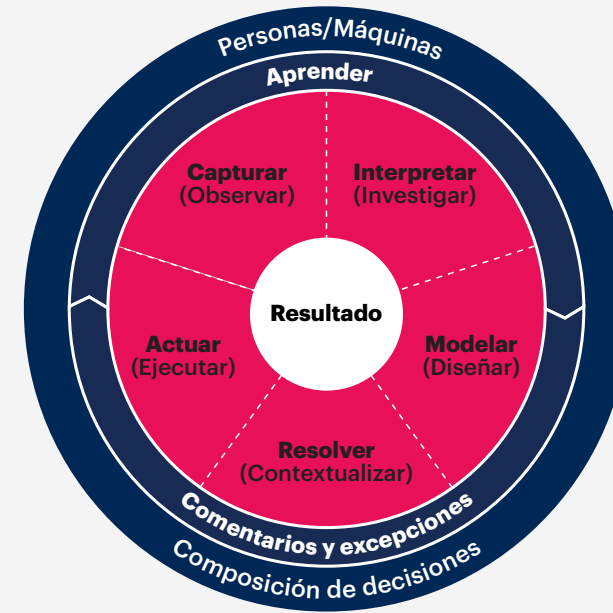 Personas/Máquinas
Aprender
Capturar
(Observar)
Interpretar
(Investigar)
Resultado
Actuar
(Ejecutar)
Modelar
(Diseñar)
Resolver
(Contextualizar)
Comentarios y excepciones
Composición de decisiones